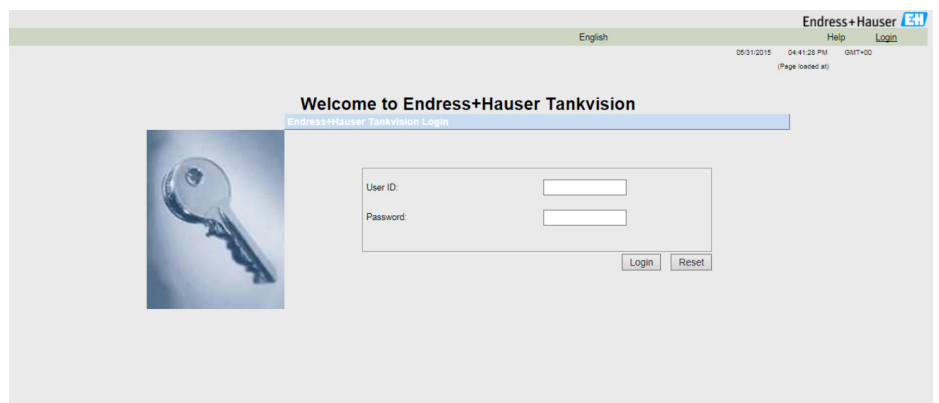 Endress+Hauser EH
English Help Login
05/31/2015 04:41:28 PM GMT+00
(Page loaded at)
Welcome to Endress+Hauser Tankvision
Endress+Hauser Tankvision Login
User ID:
Password:
Login Reset